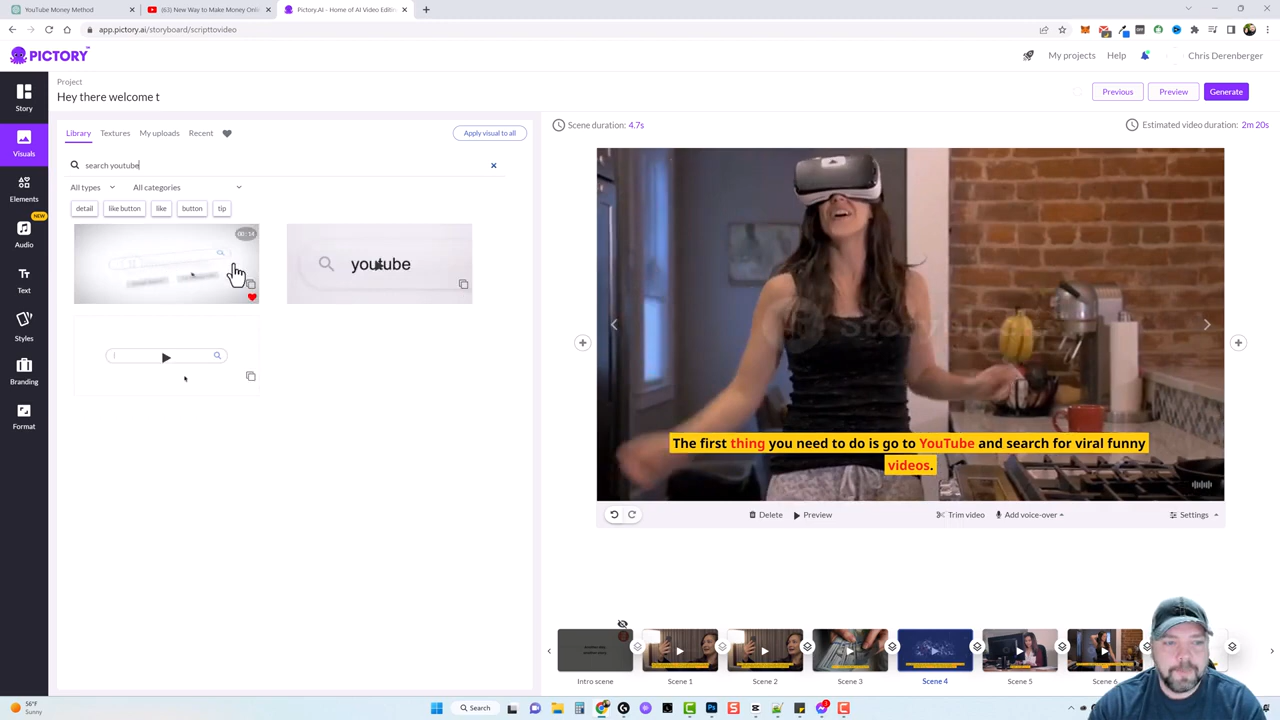 YouTube Money Method
(63) New Way to Make Money Onli
Pictory.AI - Home of AI Video Editin
app.pictory.ai/storyboard/scripttovideo
PICTORY
My projects
Help
Chris Derenberger
Project
Hey there welcome t
Previous
Preview
Generate
Story
Visuals
Elements
NEW
Audio
Text
Styles
Branding
Format
Library
Textures
My uploads
Recent
Apply visual to all
search youtube
All types
All categories
detail
like button
like
button
tip
00:14
youtube
Scene duration: 4.7s
Estimated video duration: 2m 20s
Storyblocks
The first thing you need to do is go to YouTube and search for viral funny
videos.
Delete
Preview
Trim video
Add voice-over
Settings
Intro scene
Scene 1
Scene 2
Scene 3
Scene 4
Scene 5
Scene 6
56°F
Sunny
Search